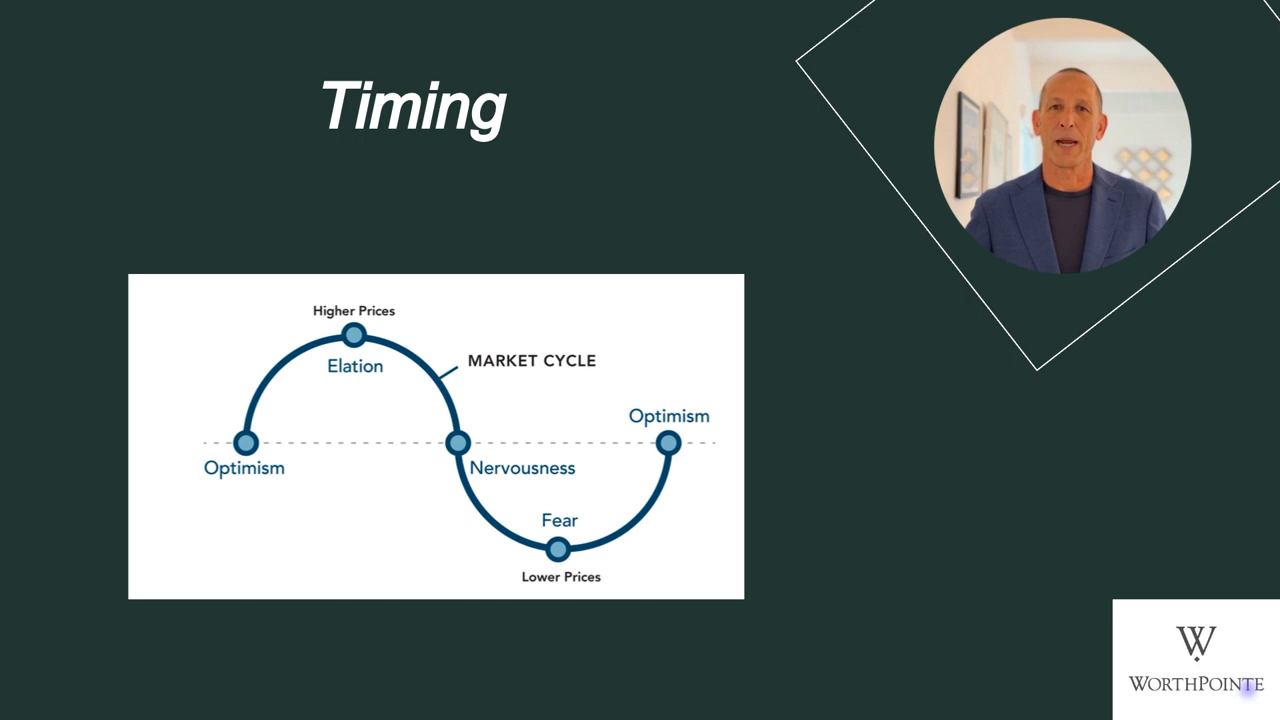 Timing
Higher Prices
Elation
MARKET CYCLE
Optimism
Optimism
Nervousness
Fear
Lower Prices
W
WORTHPOINTE